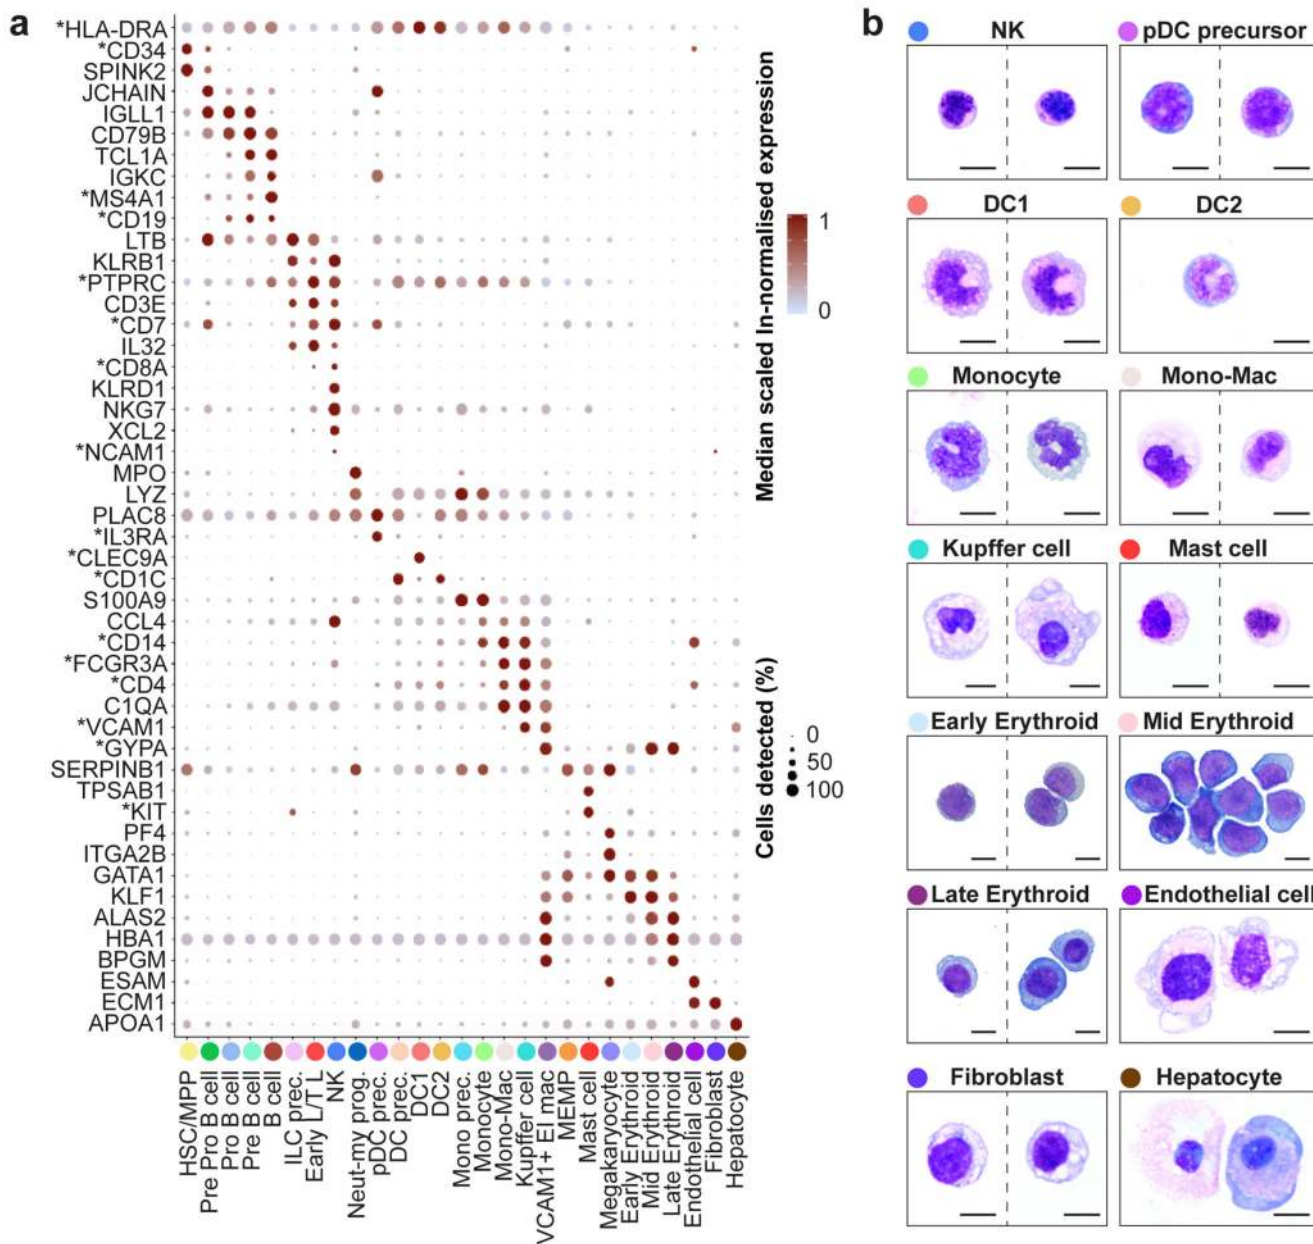 a
*HLA-DRA
*CD34
SPINK2
JCHAIN
IGLL1
CD79B
TCL1A
IGKC
*MS4A1
*CD19
LTB
KLRB1
*PTPRC
CD3E
*CD7
IL32
*CD8A
KLRD1
NKG7
XCL2
*NCAM1
MPO
LYZ
PLAC8
*IL3RA
*CLEC9A
*CD1C
S100A9
CCL4
*CD14
*FCGR3A
*CD4
C1QA
*VCAM1
*GYPA
SERPINB1
TPSAB1
*KIT
PF4
ITGA2B
GATA1
KLF1
ALAS2
HBA1
BPGM
ESAM
ECM1
APOA1
HSC/MPP
Pre Pro B cell
Pro B cell
Pre B cell
B cell
ILC prec.
Early L/T L
NK
Neut-my prog.
pDC prec.
DC prec.
DC1
DC2
Mono prec.
Monocyte
Mono-Mac
Kupffer cell
VCAM1+ EI mac
MEMP
Mast cell
Megakaryocyte
Early Erythroid
Mid Erythroid
Late Erythroid
Endothelial cell
Fibroblast
Hepatocyte
Median scaled ln-normalised expression
1
0
Cells detected (%)
0
50
100
b
NK
pDC precursor
DC1
DC2
Monocyte
Mono-Mac
Kupffer cell
Mast cell
Early Erythroid
Mid Erythroid
Late Erythroid
Endothelial cell
Fibroblast
Hepatocyte